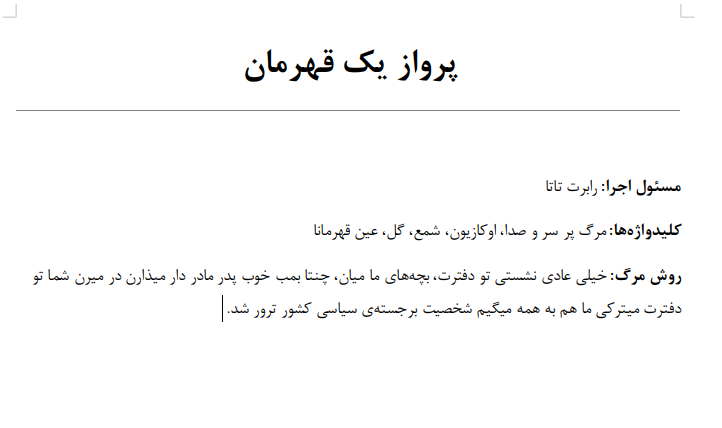 پرواز یک قهرمان
مسئول اجرا: رابرت تاتا
کلیدواژه‌ها: مرگ پر سر و صدا، اوکازیون، شمع، گل، عین قهرمانا
روش مرگ: خیلی عادی نشستی تو دفترت، بچه‌های ما میان، چنتا بمب خوب پدر مادر دار میذارن در میرن شما تو
دفترت میترکی ما هم به همه میگیم شخصیت برجسته‌ی سیاسی کشور ترور شد.